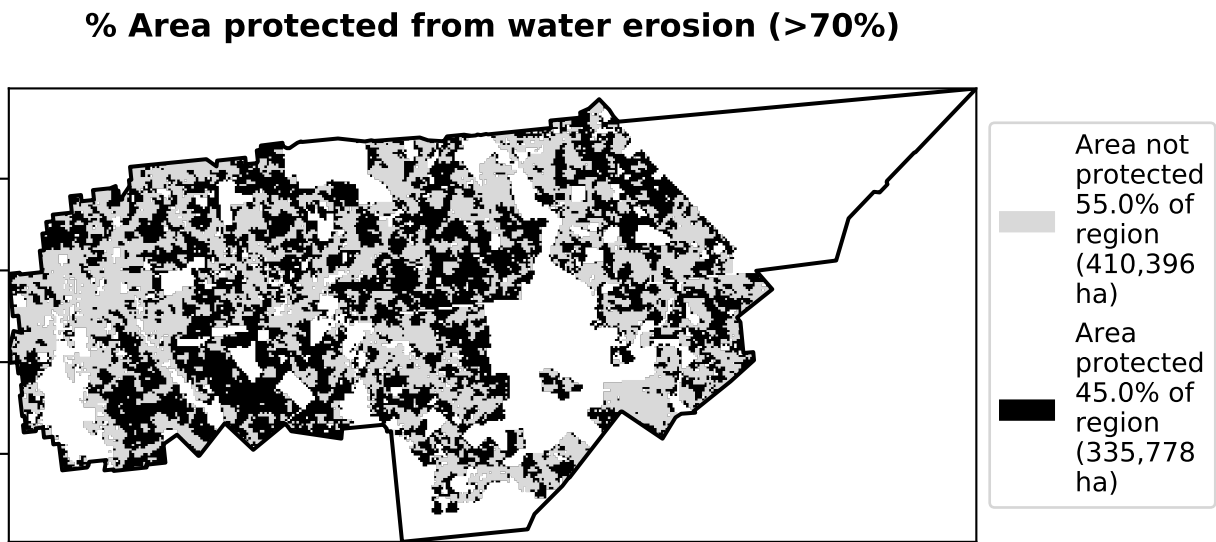 % Area protected from water erosion (>70%)
Area not
protected
55.0% of
region
(410,396
ha)
Area
protected
45.0% of
region
(335,778
ha)